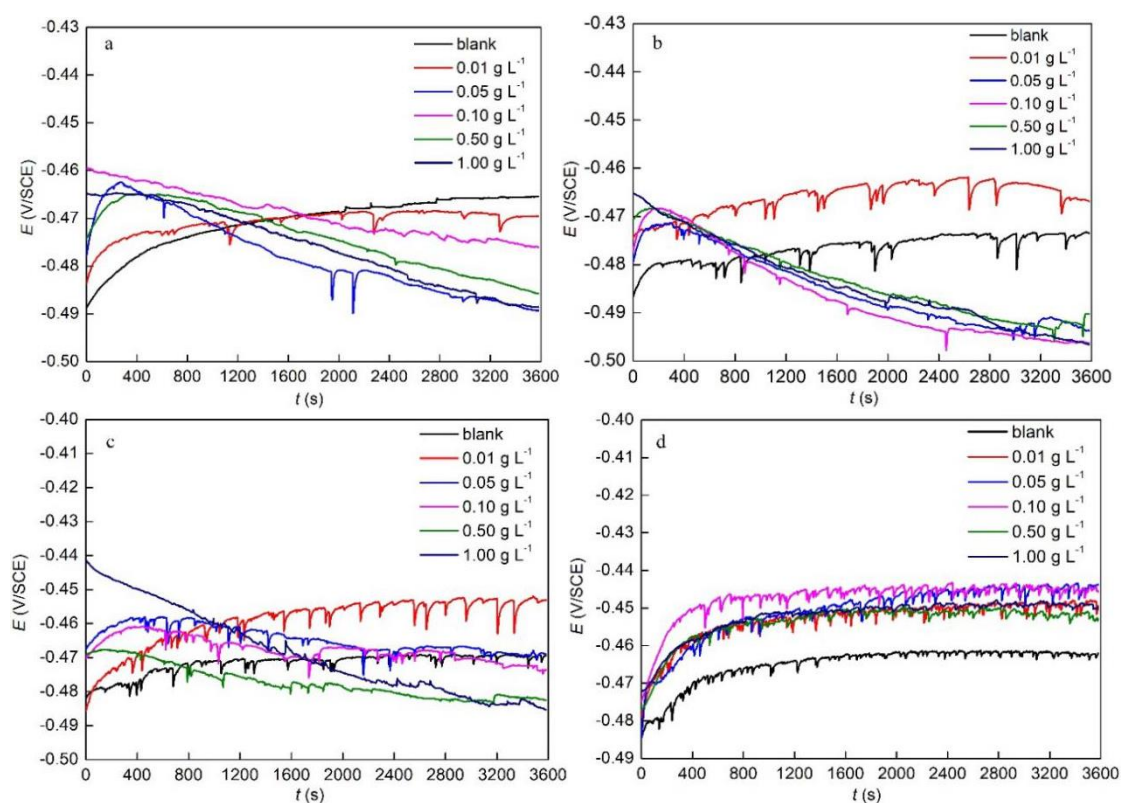 a
blank
0.01 g L⁻¹
0.05 g L⁻¹
0.10 g L⁻¹
0.50 g L⁻¹
1.00 g L⁻¹
E (V/SCE)
-0.43
-0.44
-0.45
-0.46
-0.47
-0.48
-0.49
-0.50
0 400 800 1200 1600 2000 2400 2800 3200 3600
t (s)
b
blank
0.01 g L⁻¹
0.05 g L⁻¹
0.10 g L⁻¹
0.50 g L⁻¹
1.00 g L⁻¹
E (V/SCE)
-0.43
-0.44
-0.45
-0.46
-0.47
-0.48
-0.49
-0.50
0 400 800 1200 1600 2000 2400 2800 3200 3600
t (s)
c
blank
0.01 g L⁻¹
0.05 g L⁻¹
0.10 g L⁻¹
0.50 g L⁻¹
1.00 g L⁻¹
E (V/SCE)
-0.40
-0.41
-0.42
-0.43
-0.44
-0.45
-0.46
-0.47
-0.48
-0.49
-0.50
0 400 800 1200 1600 2000 2400 2800 3200 3600
t (s)
d
blank
0.01 g L⁻¹
0.05 g L⁻¹
0.10 g L⁻¹
0.50 g L⁻¹
1.00 g L⁻¹
E (V/SCE)
-0.40
-0.41
-0.42
-0.43
-0.44
-0.45
-0.46
-0.47
-0.48
-0.49
0 400 800 1200 1600 2000 2400 2800 3200 3600
t (s)